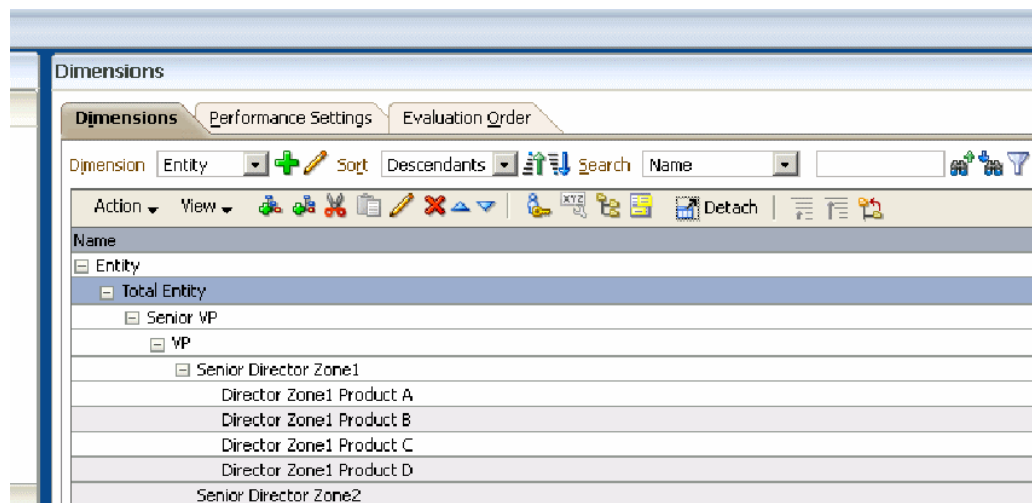 Dimensions
Dimensions Performance Settings Evaluation Order
Dimension Entity Sort Descendants Search Name
Action View XYZ Detach
Name
Entity
Total Entity
Senior VP
VP
Senior Director Zone1
Director Zone1 Product A
Director Zone1 Product B
Director Zone1 Product C
Director Zone1 Product D
Senior Director Zone2